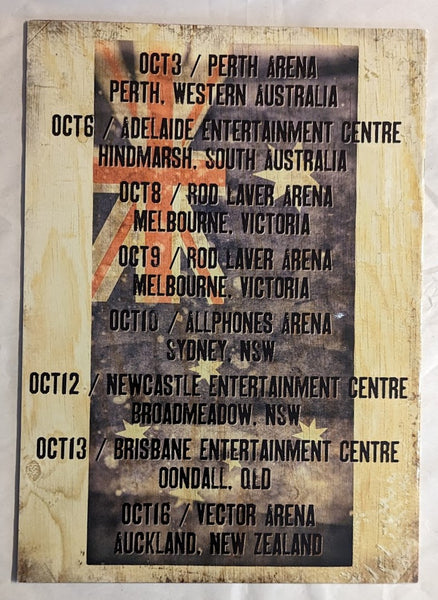 OCT3 / PERTH ARENA
PERTH, WESTERN AUSTRALIA
OCT6 / ADELAIDE ENTERTAINMENT CENTRE
HINDMARSH, SOUTH AUSTRALIA
OCT8 / ROD LAVER ARENA
MELBOURNE, VICTORIA
OCT9 / ROD LAVER ARENA
MELBOURNE, VICTORIA
OCT10 / ALLPHONES ARENA
SYDNEY, NSW
OCT12 / NEWCASTLE ENTERTAINMENT CENTRE
BROADMEADOW, NSW
OCT13 / BRISBANE ENTERTAINMENT CENTRE
OONDALL, QLD
OCT16 / VECTOR ARENA
AUCKLAND, NEW ZEALAND